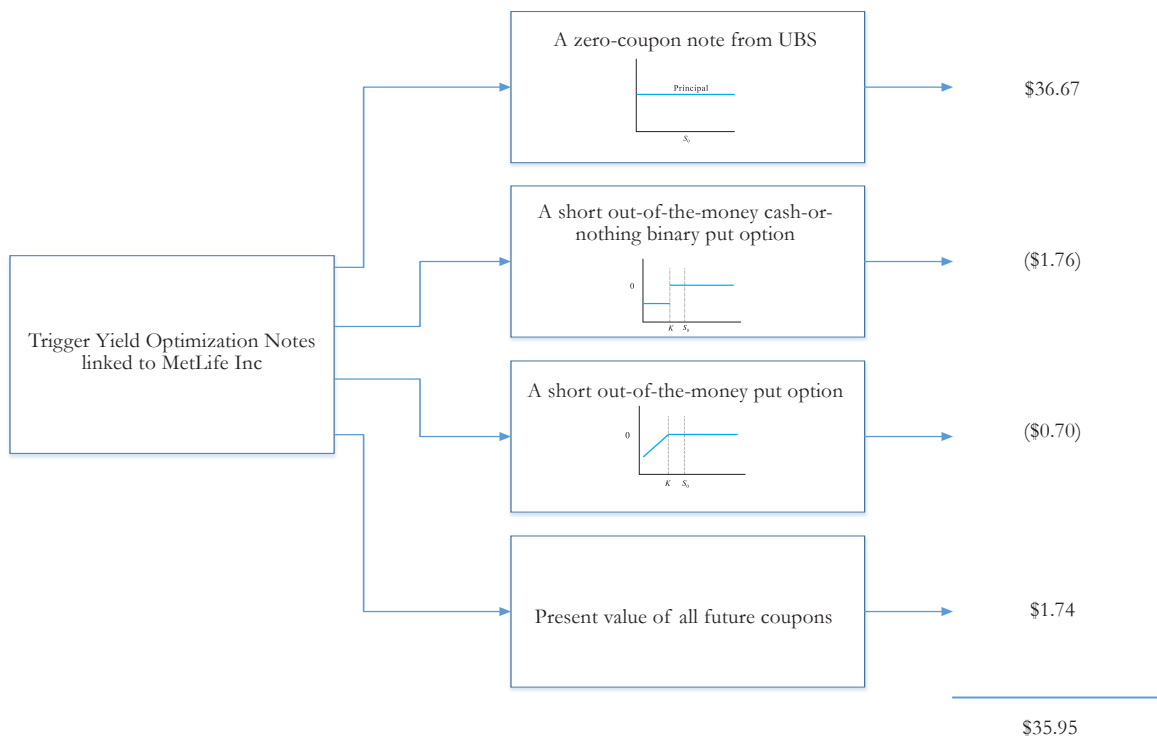 A zero-coupon note from UBS
Principal
S0
$36.67
A short out-of-the-money cash-or-
nothing binary put option
0
K S0
($1.76)
Trigger Yield Optimization Notes
linked to MetLife Inc
A short out-of-the-money put option
0
K S0
($0.70)
Present value of all future coupons
$1.74
$35.95